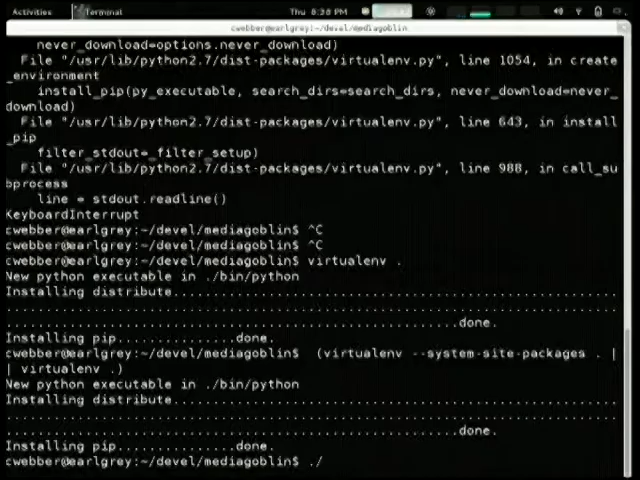 Activities Terminal Thu 8:38 PM
cwebber@earlgrey:~/devel/mediagoblin
never_download=options.never_download)
File "/usr/lib/python2.7/dist-packages/virtualenv.py", line 1054, in create
_environment
install_pip(py_executable, search_dirs=search_dirs, never_download=never_
download)
File "/usr/lib/python2.7/dist-packages/virtualenv.py", line 643, in install
_pip
filter_stdout=_filter_setup)
File "/usr/lib/python2.7/dist-packages/virtualenv.py", line 988, in call_su
bprocess
line = stdout.readline()
KeyboardInterrupt
cwebber@earlgrey:~/devel/mediagoblin$ ^C
cwebber@earlgrey:~/devel/mediagoblin$ ^C
cwebber@earlgrey:~/devel/mediagoblin$ virtualenv .
New python executable in ./bin/python
Installing distribute.............................................................
..................................................................................
............................................................done.
Installing pip...............done.
cwebber@earlgrey:~/devel/mediagoblin$  (virtualenv --system-site-packages . |
| virtualenv .)
New python executable in ./bin/python
Installing distribute.............................................................
..................................................................................
............................................................done.
Installing pip...............done.
cwebber@earlgrey:~/devel/mediagoblin$ ./